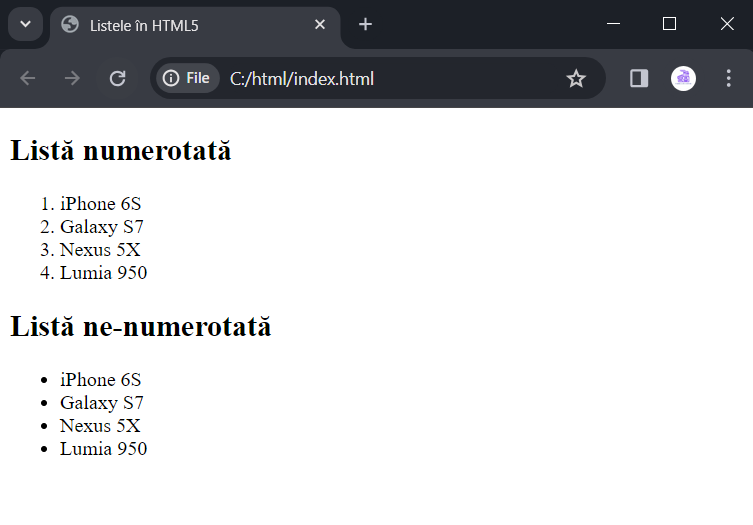 Listele în HTML5
File C:/html/index.html
Listă numerotată
1. iPhone 6S
2. Galaxy S7
3. Nexus 5X
4. Lumia 950
Listă ne-numerotată
• iPhone 6S
• Galaxy S7
• Nexus 5X
• Lumia 950